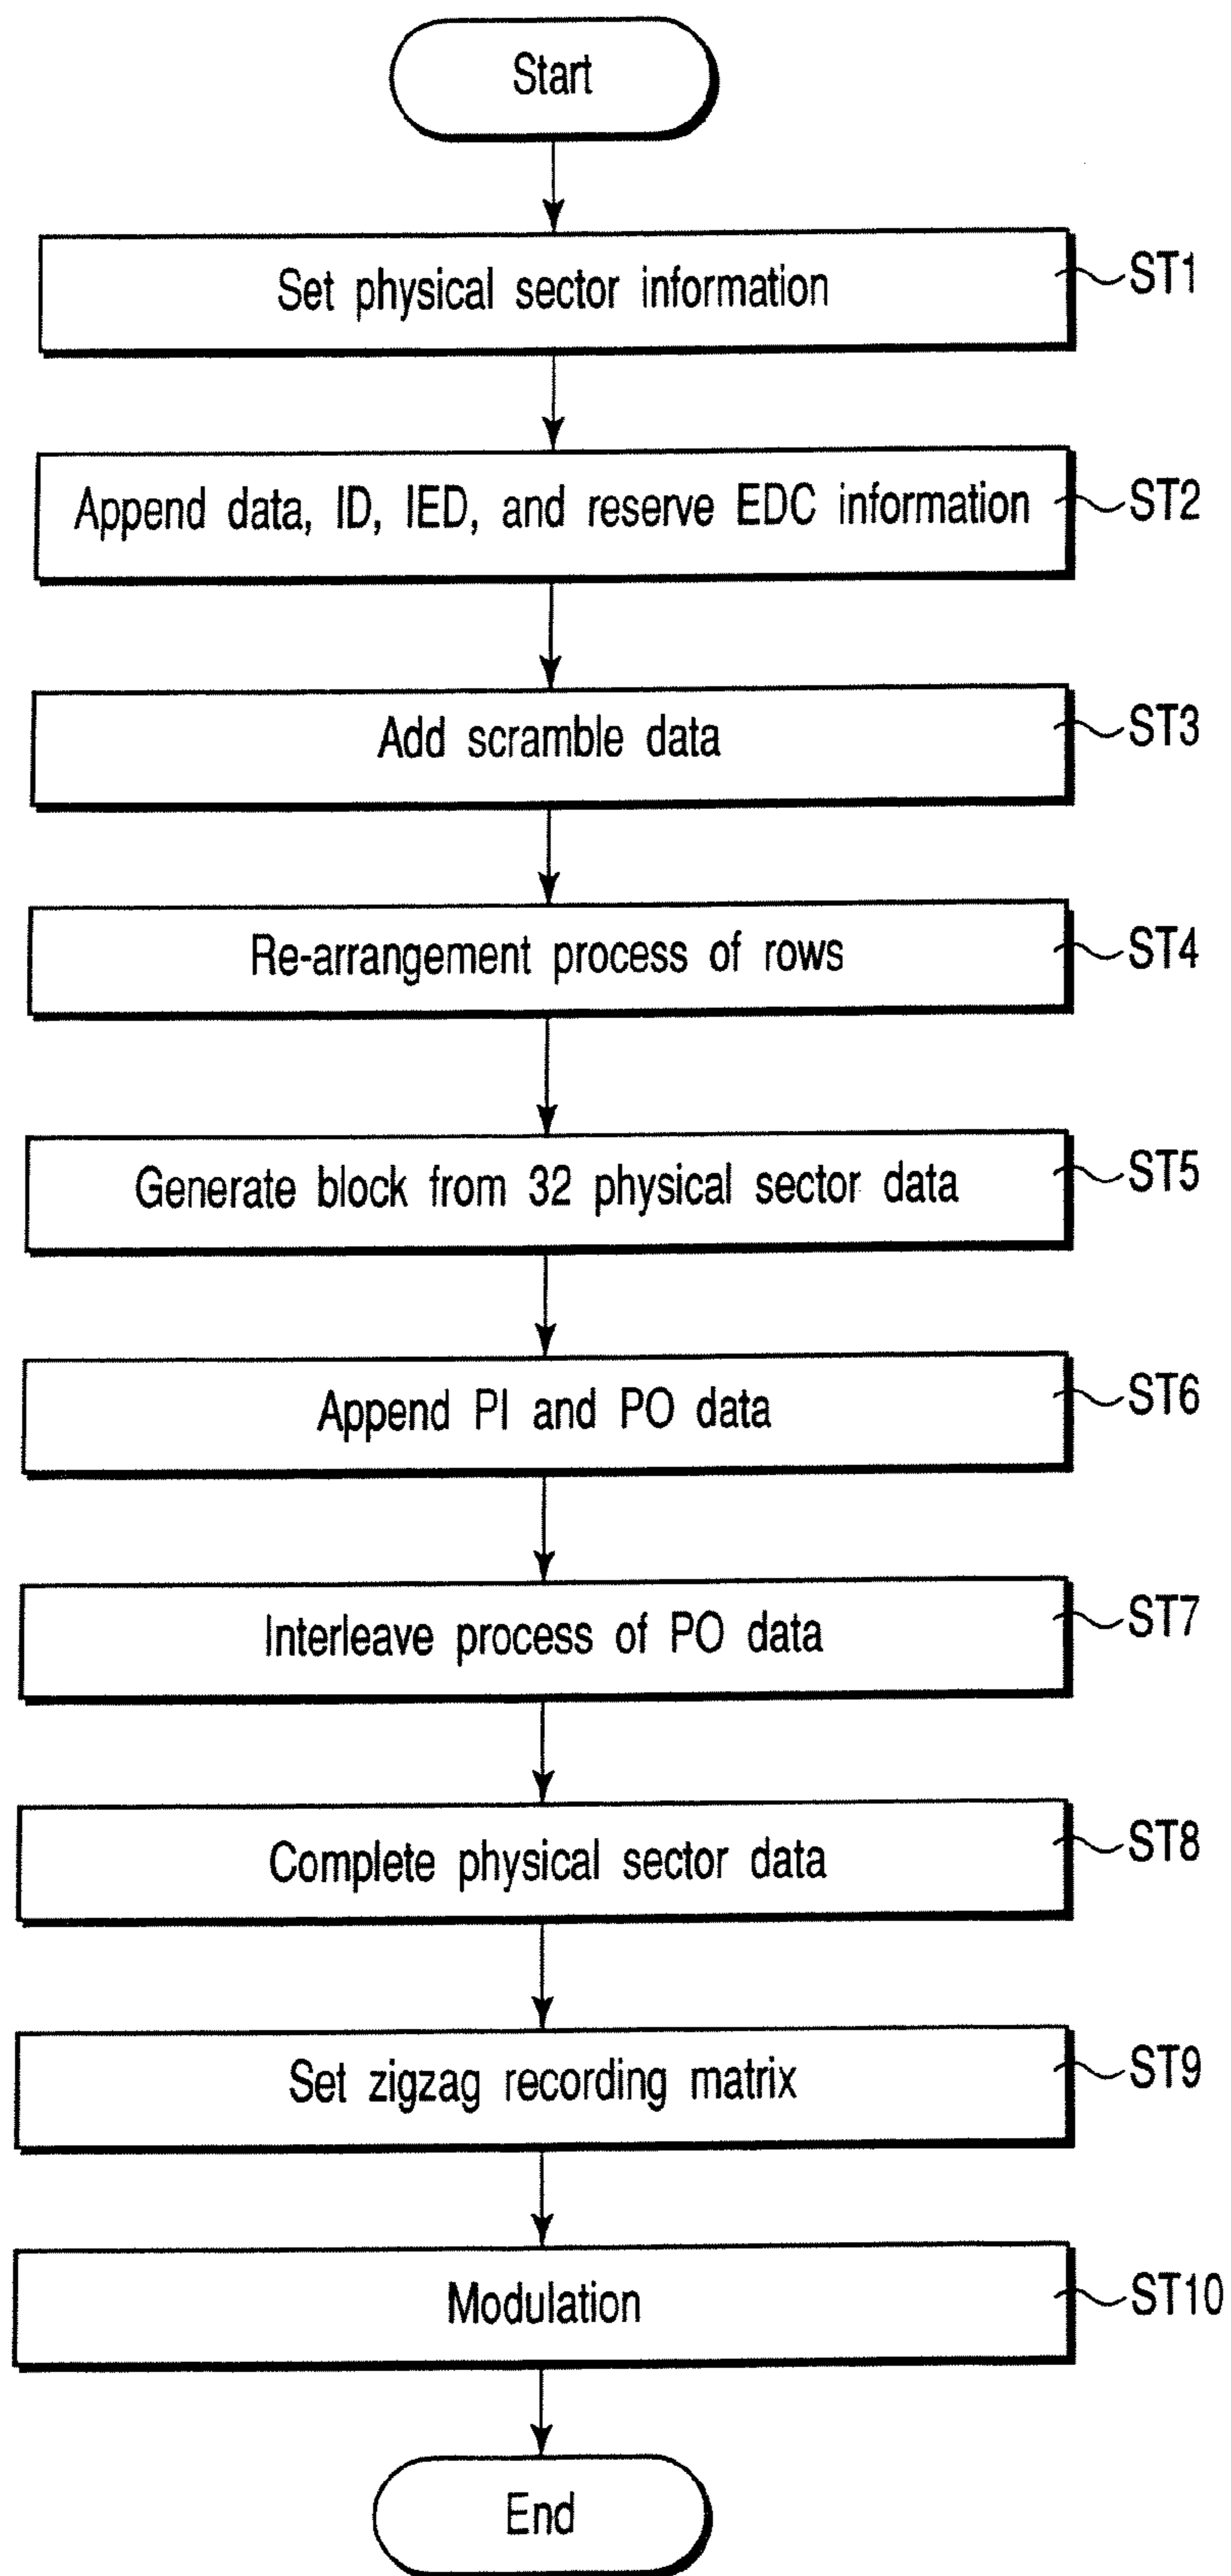 Start
Set physical sector information
ST1
Append data, ID, IED, and reserve EDC information
ST2
Add scramble data
ST3
Re-arrangement process of rows
ST4
Generate block from 32 physical sector data
ST5
Append PI and PO data
ST6
Interleave process of PO data
ST7
Complete physical sector data
ST8
Set zigzag recording matrix
ST9
Modulation
ST10
End